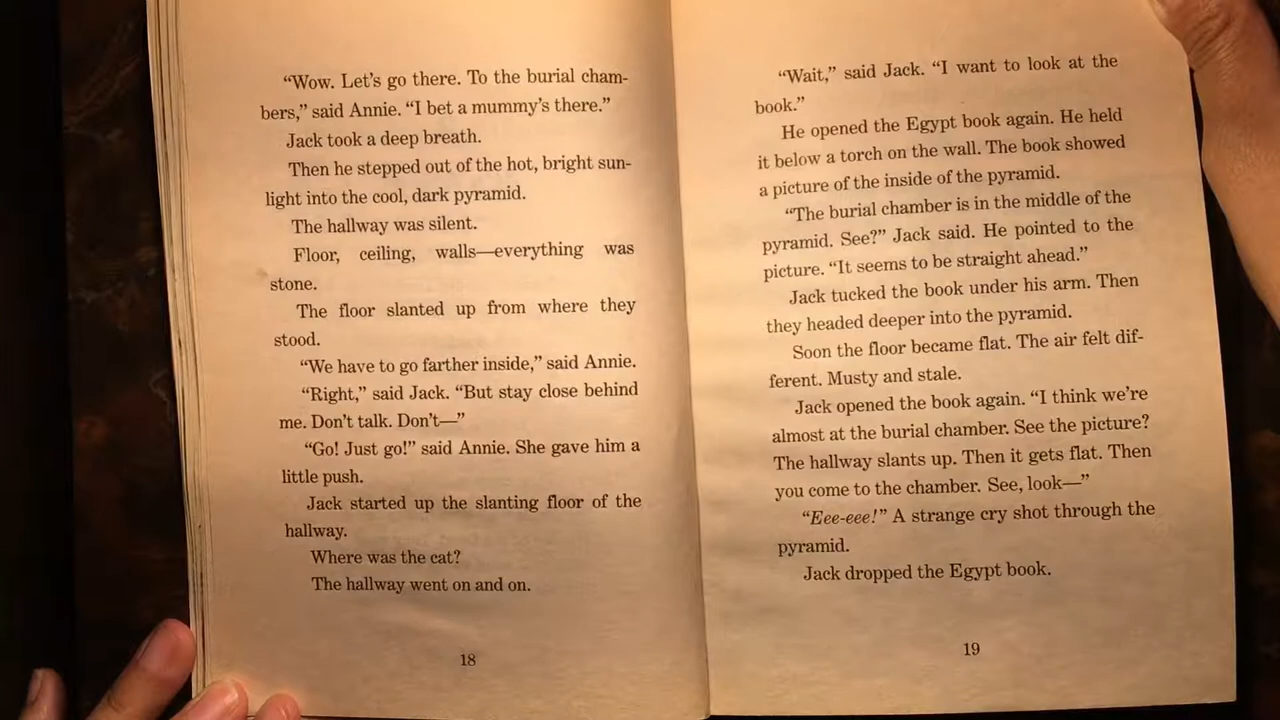 “Wow. Let’s go there. To the burial cham-
bers,” said Annie. “I bet a mummy’s there.”
Jack took a deep breath.
Then he stepped out of the hot, bright sun-
light into the cool, dark pyramid.
The hallway was silent.
Floor, ceiling, walls—everything was
stone.
The floor slanted up from where they
stood.
“We have to go farther inside,” said Annie.
“Right,” said Jack. “But stay close behind
me. Don’t talk. Don’t—”
“Go! Just go!” said Annie. She gave him a
little push.
Jack started up the slanting floor of the
hallway.
Where was the cat?
The hallway went on and on.
18
“Wait,” said Jack. “I want to look at the
book.”
He opened the Egypt book again. He held
it below a torch on the wall. The book showed
a picture of the inside of the pyramid.
“The burial chamber is in the middle of the
pyramid. See?” Jack said. He pointed to the
picture. “It seems to be straight ahead.”
Jack tucked the book under his arm. Then
they headed deeper into the pyramid.
Soon the floor became flat. The air felt dif-
ferent. Musty and stale.
Jack opened the book again. “I think we’re
almost at the burial chamber. See the picture?
The hallway slants up. Then it gets flat. Then
you come to the chamber. See, look—”
“Eee-eee!” A strange cry shot through the
pyramid.
Jack dropped the Egypt book.
19